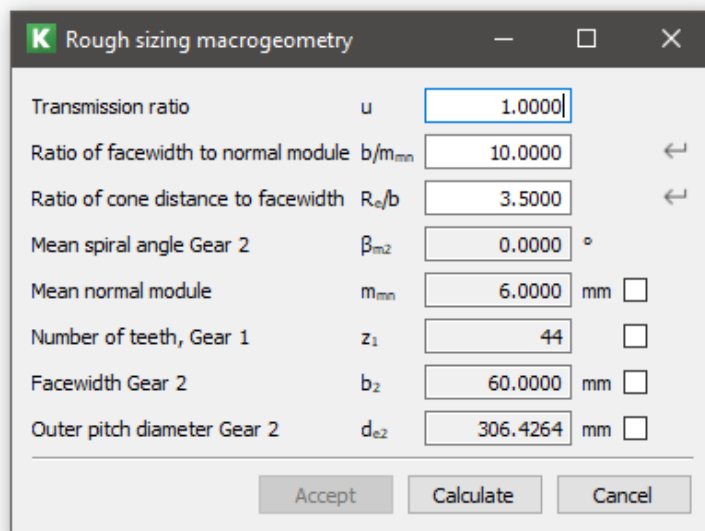 K Rough sizing macrogeometry
Transmission ratio u 1.0000
Ratio of facewidth to normal module b/mₘₙ 10.0000
Ratio of cone distance to facewidth Rₑ/b 3.5000
Mean spiral angle Gear 2 βₘ₂ 0.0000 °
Mean normal module mₘₙ 6.0000 mm
Number of teeth, Gear 1 z₁ 44
Facewidth Gear 2 b₂ 60.0000 mm
Outer pitch diameter Gear 2 dₑ₂ 306.4264 mm
Accept Calculate Cancel